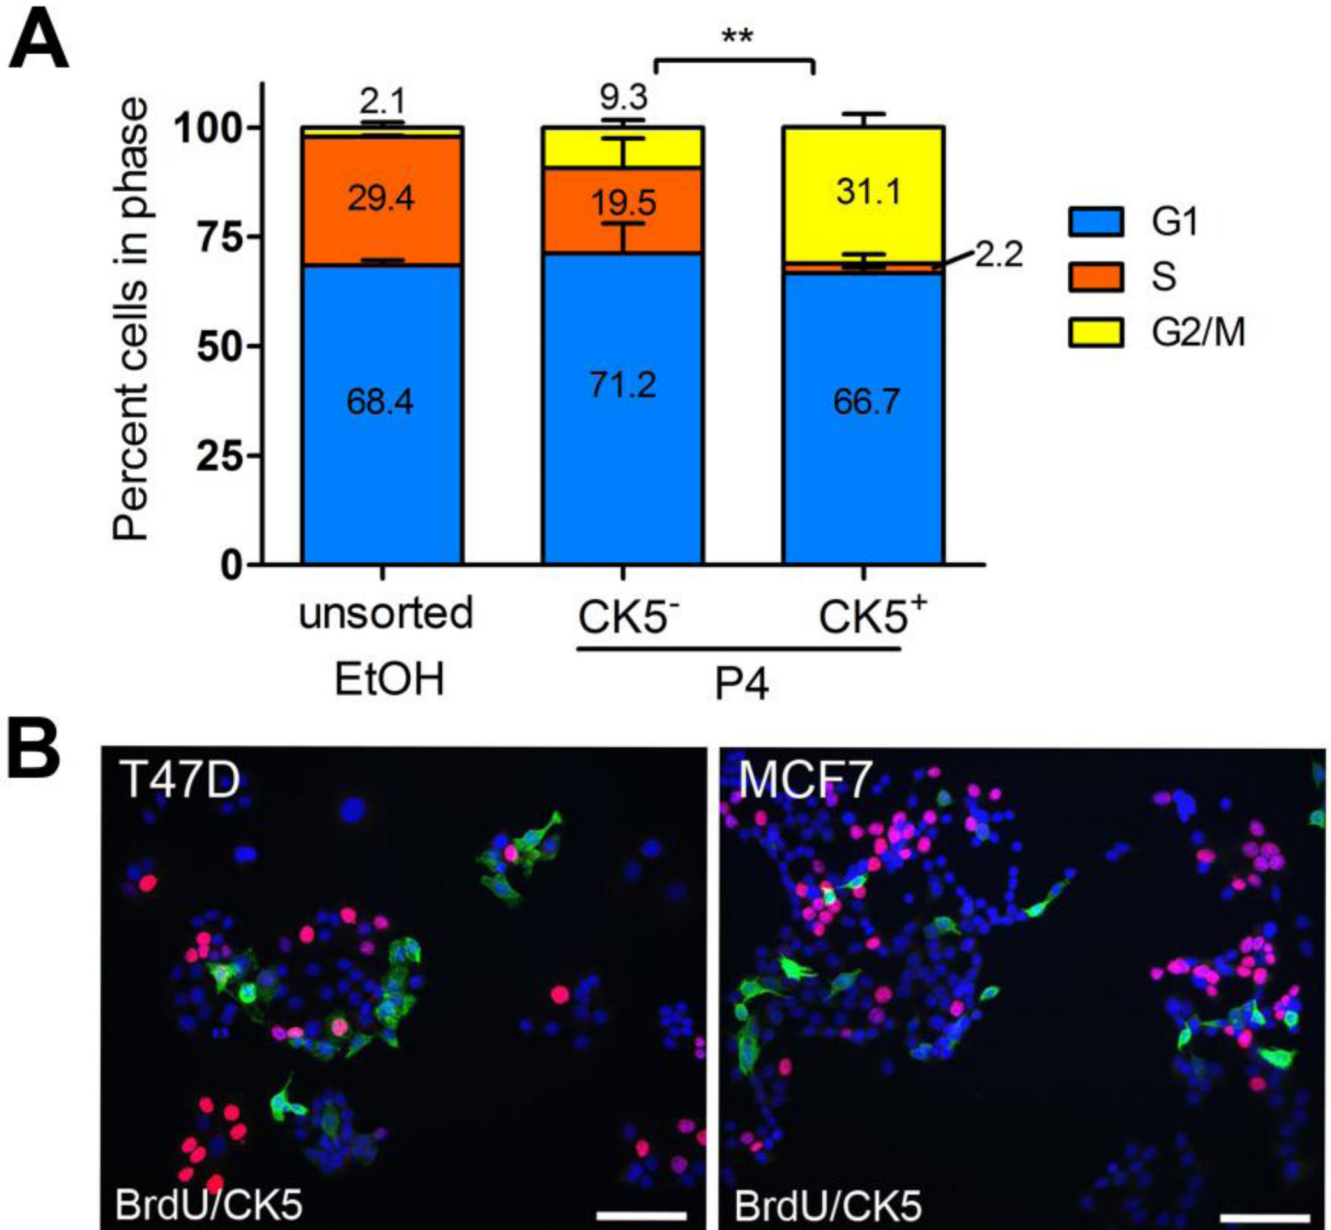 A
**
2.1
9.3
100
29.4
19.5
31.1
75
2.2
50
68.4
71.2
66.7
25
0
Percent cells in phase
G1
S
G2/M
unsorted
CK5⁻
CK5⁺
EtOH
P4
B
T47D
MCF7
BrdU/CK5
BrdU/CK5